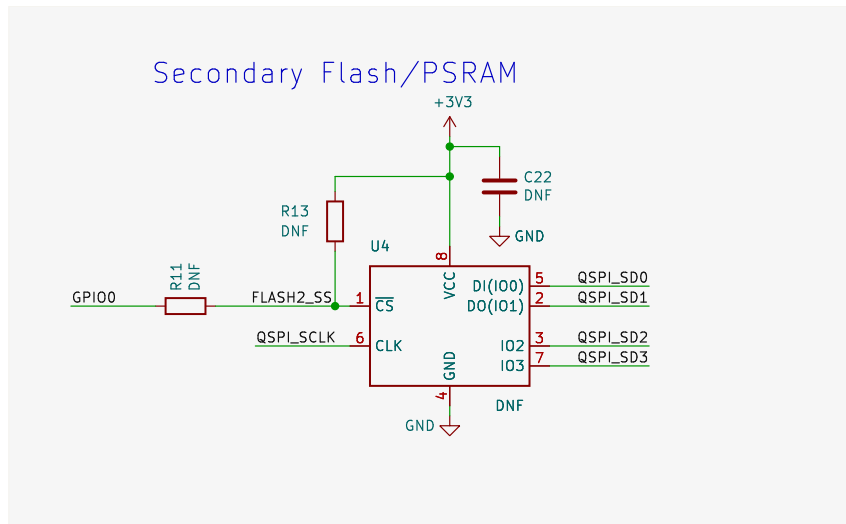 Secondary Flash/PSRAM
+3V3
C22
DNF
R13
DNF
GND
U4
R11
DNF
8
VCC
GPIO0
FLASH2_SS
1
CS
DI(IO0)
5
QSPI_SD0
DO(IO1)
2
QSPI_SD1
QSPI_SCLK
6
CLK
IO2
3
QSPI_SD2
GND
IO3
7
QSPI_SD3
4
DNF
GND